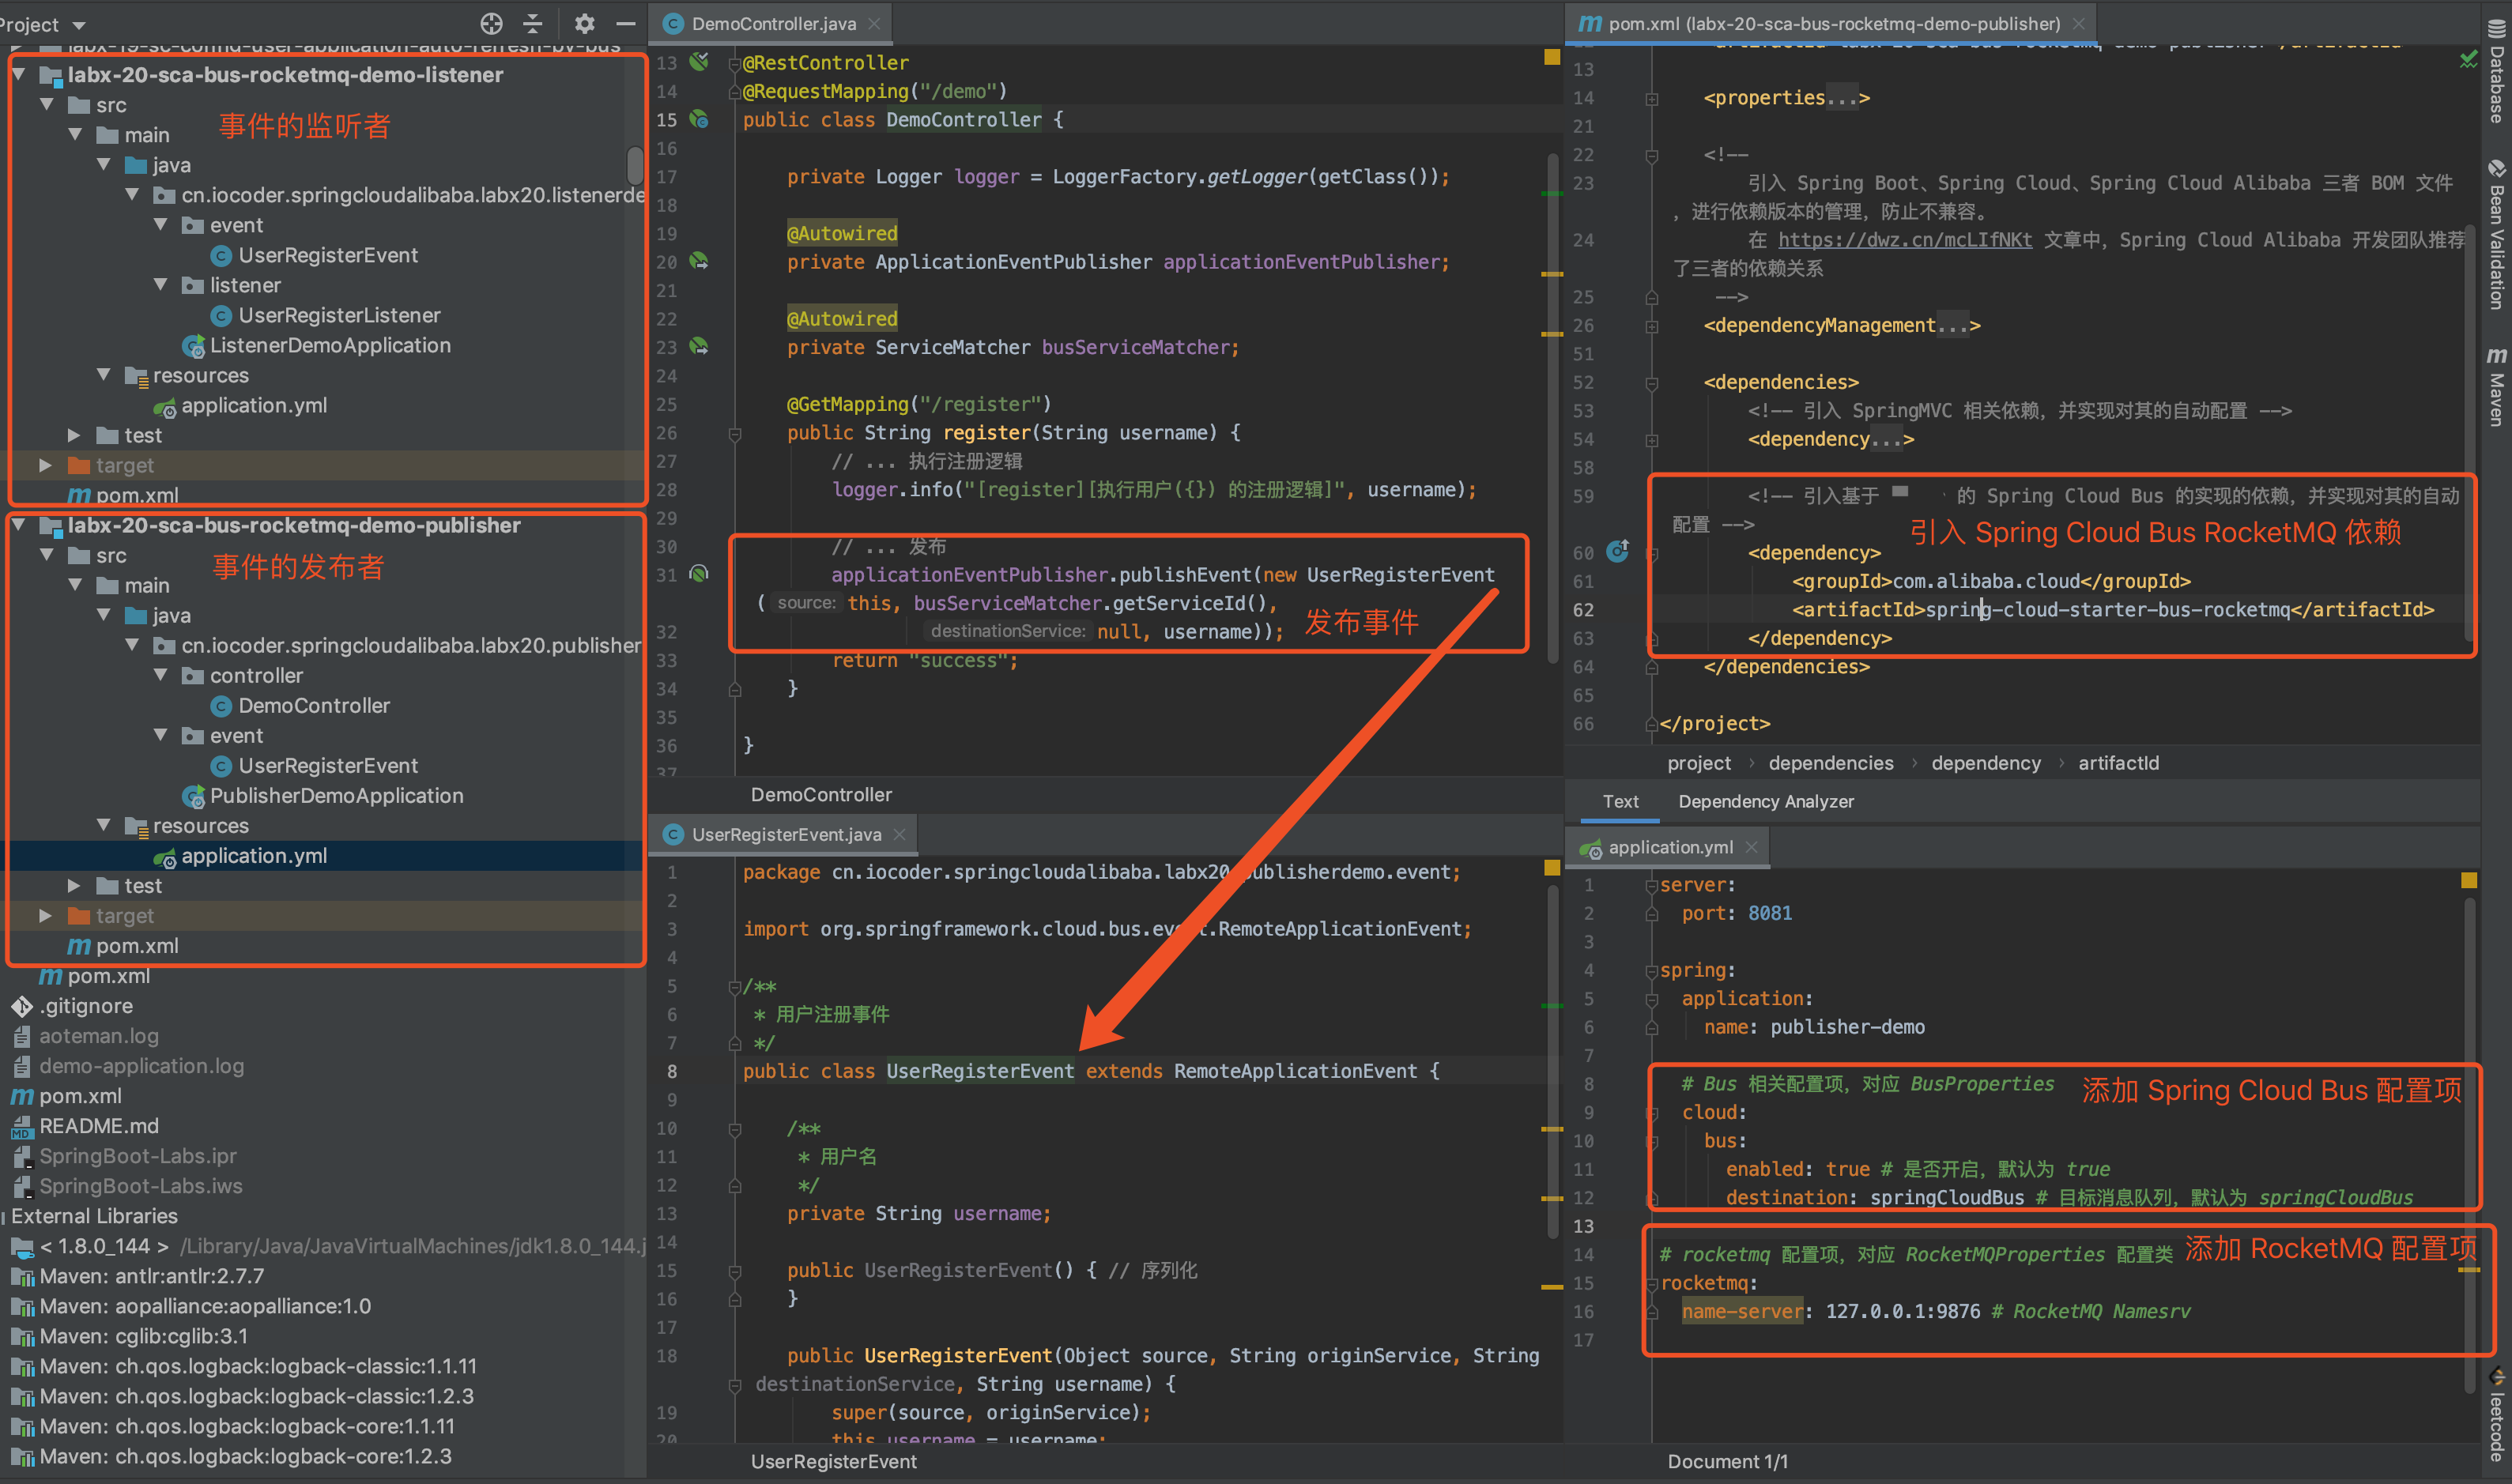 Project
labx-19-sc-config-user-application-auto-refresh-by-bus
labx-20-sca-bus-rocketmq-demo-listener
src
事件的监听者
main
java
cn.iocoder.springcloudalibaba.labx20.listenerde
event
UserRegisterEvent
listener
UserRegisterListener
ListenerDemoApplication
resources
application.yml
test
target
pom.xml
labx-20-sca-bus-rocketmq-demo-publisher
src
事件的发布者
main
java
cn.iocoder.springcloudalibaba.labx20.publisher
controller
DemoController
event
UserRegisterEvent
PublisherDemoApplication
resources
application.yml
test
target
pom.xml
pom.xml
.gitignore
aoteman.log
demo-application.log
pom.xml
README.md
SpringBoot-Labs.ipr
SpringBoot-Labs.iws
External Libraries
< 1.8.0_144 > /Library/Java/JavaVirtualMachines/jdk1.8.0_144.j
Maven: antlr:antlr:2.7.7
Maven: aopalliance:aopalliance:1.0
Maven: cglib:cglib:3.1
Maven: ch.qos.logback:logback-classic:1.1.11
Maven: ch.qos.logback:logback-classic:1.2.3
Maven: ch.qos.logback:logback-core:1.1.11
Maven: ch.qos.logback:logback-core:1.2.3
DemoController.java
13 @RestController
14 @RequestMapping("/demo")
15 public class DemoController {
16
17 private Logger logger = LoggerFactory.getLogger(getClass());
18
19 @Autowired
20 private ApplicationEventPublisher applicationEventPublisher;
21
22 @Autowired
23 private ServiceMatcher busServiceMatcher;
24
25 @GetMapping("/register")
26 public String register(String username) {
27 // ... 执行注册逻辑
28 logger.info("[register][执行用户({}) 的注册逻辑]", username);
29
30 // ... 发布
31 applicationEventPublisher.publishEvent(new UserRegisterEvent
( source: this, busServiceMatcher.getServiceId(),
32 destinationService: null, username)); 发布事件
33 return "success";
34 }
35
36 }
37
DemoController
UserRegisterEvent.java
1 package cn.iocoder.springcloudalibaba.labx20.publisherdemo.event;
2
3 import org.springframework.cloud.bus.event.RemoteApplicationEvent;
4
5 /**
6 * 用户注册事件
7 */
8 public class UserRegisterEvent extends RemoteApplicationEvent {
9
10 /**
11 * 用户名
12 */
13 private String username;
14
15 public UserRegisterEvent() { // 序列化
16 }
17
18 public UserRegisterEvent(Object source, String originService, String
destinationService, String username) {
19 super(source, originService);
20 this.username = username;
UserRegisterEvent
pom.xml (labx-20-sca-bus-rocketmq-demo-publisher)
12 <artifactId>labx-20-sca-bus-rocketmq-demo-publisher</artifactId>
13
14 <properties...>
21
22 <!--
23 引入 Spring Boot、Spring Cloud、Spring Cloud Alibaba 三者 BOM 文件
，进行依赖版本的管理，防止不兼容。
24 在 https://dwz.cn/mcLIfNKt 文章中，Spring Cloud Alibaba 开发团队推荐
了三者的依赖关系
25 -->
26 <dependencyManagement...>
51
52 <dependencies>
53 <!-- 引入 SpringMVC 相关依赖，并实现对其的自动配置 -->
54 <dependency...>
58
59 <!-- 引入基于 的 Spring Cloud Bus 的实现的依赖，并实现对其的自动
配置 --> 引入 Spring Cloud Bus RocketMQ 依赖
60 <dependency>
61 <groupId>com.alibaba.cloud</groupId>
62 <artifactId>spring-cloud-starter-bus-rocketmq</artifactId>
63 </dependency>
64 </dependencies>
65
66 </project>
project › dependencies › dependency › artifactId
Text Dependency Analyzer
application.yml
1 server:
2 port: 8081
3
4 spring:
5 application:
6 name: publisher-demo
7
8 # Bus 相关配置项，对应 BusProperties 添加 Spring Cloud Bus 配置项
9 cloud:
10 bus:
11 enabled: true # 是否开启，默认为 true
12 destination: springCloudBus # 目标消息队列，默认为 springCloudBus
13
14 # rocketmq 配置项，对应 RocketMQProperties 配置类 添加 RocketMQ 配置项
15 rocketmq:
16 name-server: 127.0.0.1:9876 # RocketMQ Namesrv
17
Document 1/1
Database
Bean Validation
Maven
leetcode